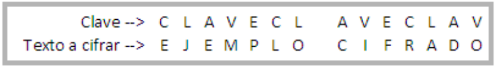 Clave --> C L A V E C L A V E C L A V
Texto a cifrar --> E J E M P L O C I F R A D O